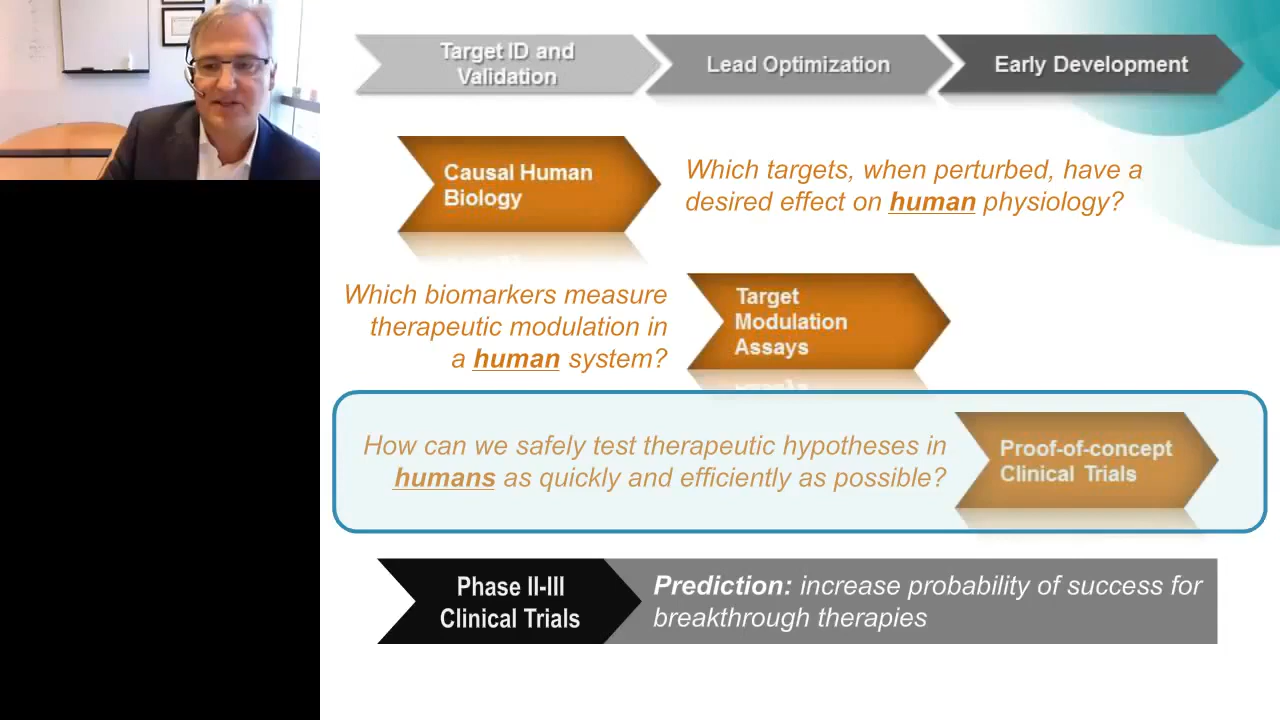 Target ID and
Validation
Lead Optimization
Early Development
Causal Human
Biology
Which targets, when perturbed, have a
desired effect on human physiology?
Which biomarkers measure
therapeutic modulation in
a human system?
Target
Modulation
Assays
How can we safely test therapeutic hypotheses in
humans as quickly and efficiently as possible?
Proof-of-concept
Clinical Trials
Phase II-III
Clinical Trials
Prediction: increase probability of success for
breakthrough therapies